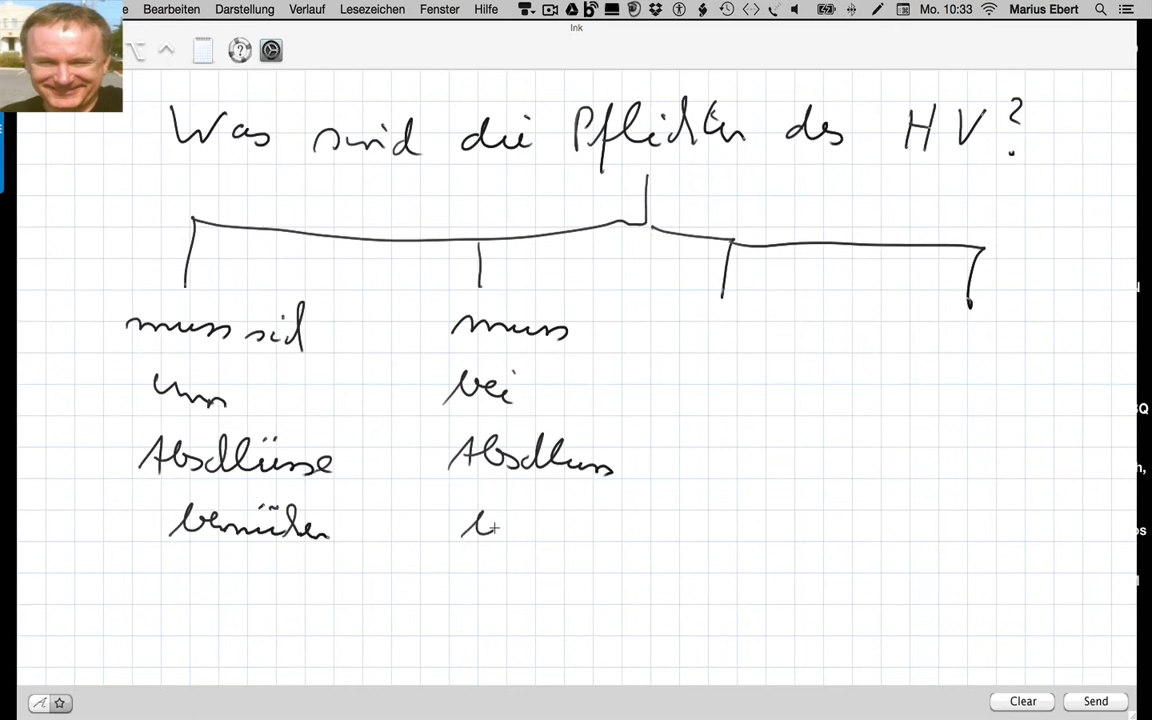 Bearbeiten Darstellung Verlauf Lesezeichen Fenster Hilfe Mo. 10:33 Marius Ebert
Ink
Was sind die Pflichten des HV?
muss sich muss
um bei
Abschlüsse Abschluss
bemühen
Clear Send